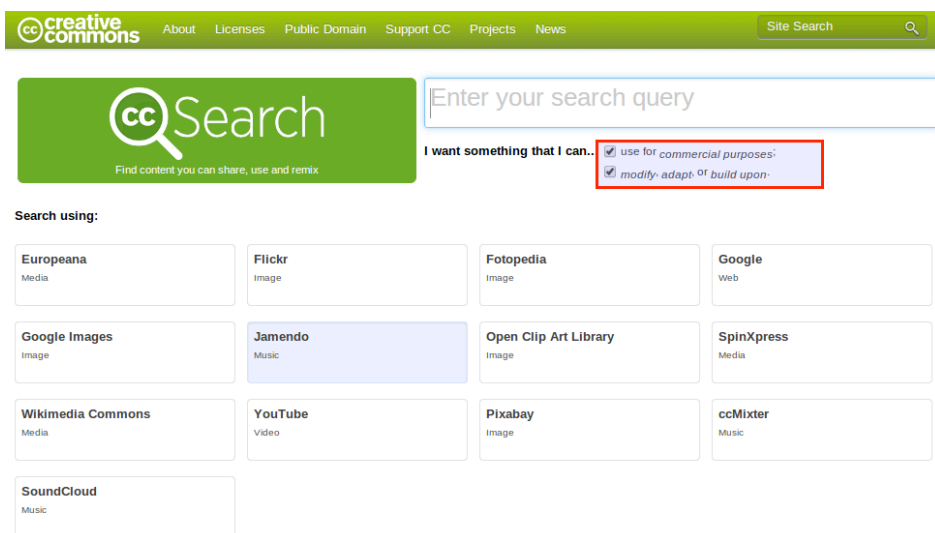 cc creative commons
About Licenses Public Domain Support CC Projects News
Site Search
cc Search
Find content you can share, use and remix
Enter your search query
I want something that I can...
use for commercial purposes;
modify, adapt, or build upon.
Search using:
Europeana
Media
Flickr
Image
Fotopedia
Image
Google
Web
Google Images
Image
Jamendo
Music
Open Clip Art Library
Image
SpinXpress
Media
Wikimedia Commons
Media
YouTube
Video
Pixabay
Image
ccMixter
Music
SoundCloud
Music